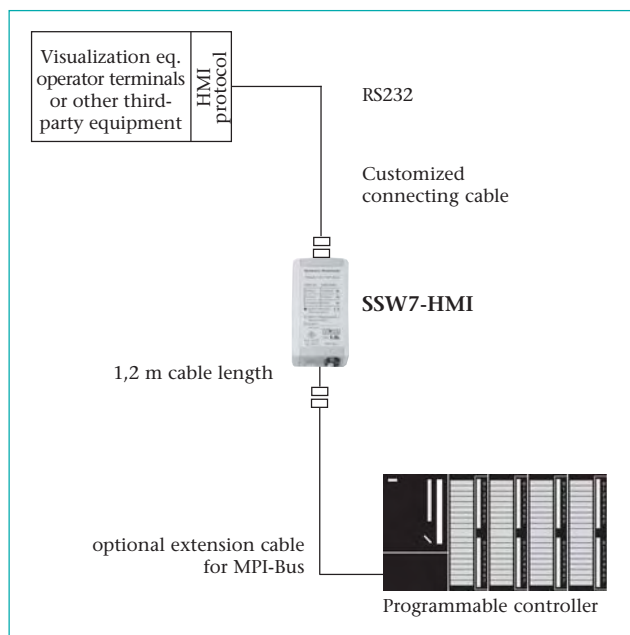 Visualization eq.
operator terminals
or other third-
party equipment
HMI
protocol
RS232
Customized
connecting cable
SSW7-HMI
1,2 m cable length
optional extension cable
for MPI-Bus
Programmable controller